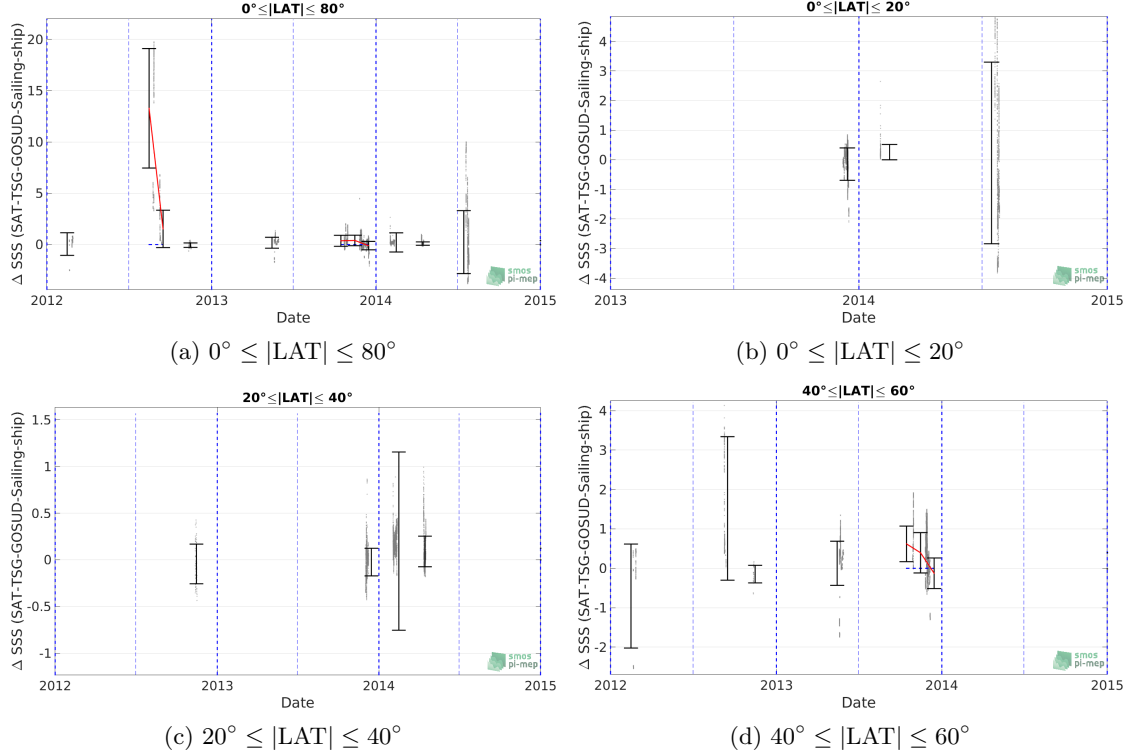 0°≤|LAT|≤ 80°
Δ SSS (SAT-TSG-GOSUD-Sailing-ship)
20
15
10
5
0
2012 2013 2014 2015
Date
smos
pi-mep
(a) 0° ≤ |LAT| ≤ 80°
0°≤|LAT|≤ 20°
Δ SSS (SAT-TSG-GOSUD-Sailing-ship)
4
3
2
1
0
-1
-2
-3
-4
2013 2014 2015
Date
smos
pi-mep
(b) 0° ≤ |LAT| ≤ 20°
20°≤|LAT|≤ 40°
Δ SSS (SAT-TSG-GOSUD-Sailing-ship)
1.5
1
0.5
0
-0.5
-1
2012 2013 2014 2015
Date
smos
pi-mep
(c) 20° ≤ |LAT| ≤ 40°
40°≤|LAT|≤ 60°
Δ SSS (SAT-TSG-GOSUD-Sailing-ship)
4
3
2
1
0
-1
-2
2012 2013 2014 2015
Date
smos
pi-mep
(d) 40° ≤ |LAT| ≤ 60°